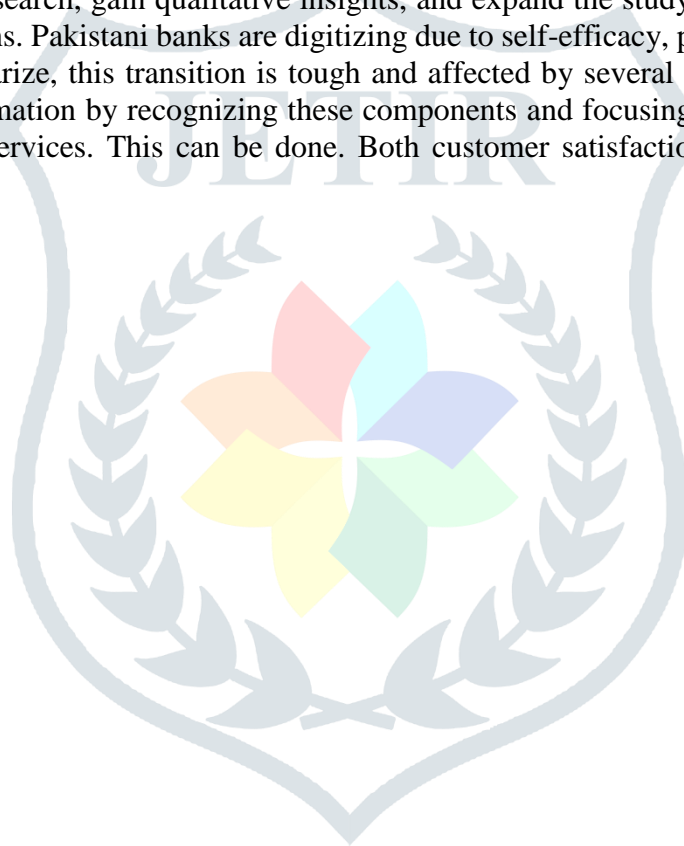 search, gain qualitative insights, and expand the study
ns. Pakistani banks are digitizing due to self-efficacy, p
arize, this transition is tough and affected by several
mation by recognizing these components and focusing
ervices. This can be done. Both customer satisfactio
JETIR